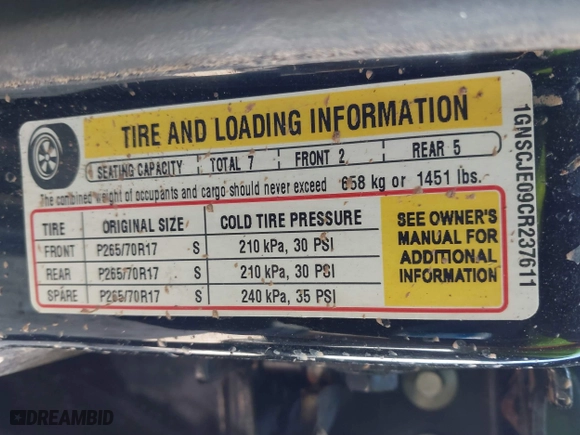 TIRE AND LOADING INFORMATION
SEATING CAPACITY TOTAL 7 FRONT 2 REAR 5
The combined weight of occupants and cargo should never exceed 658 kg or 1451 lbs.
TIRE ORIGINAL SIZE COLD TIRE PRESSURE
FRONT P265/70R17 S 210 kPa, 30 PSI
REAR P265/70R17 S 210 kPa, 30 PSI
SPARE P265/70R17 S 240 kPa, 35 PSI
SEE OWNER'S
MANUAL FOR
ADDITIONAL
INFORMATION
1GNSCJE09CR237611
DREAMBID